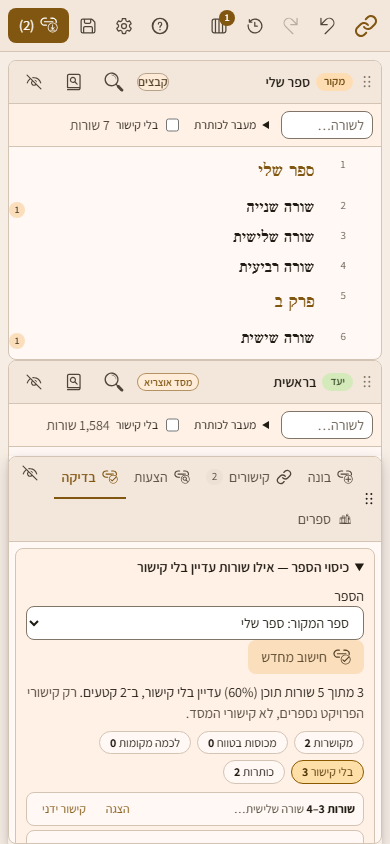 (2) 1
מקור ספר שלי קבצים
לשורה... מעבר לכותרת בלי קישור 7 שורות
1 ספר שלי
2 שורה שנייה 1
3 שורה שלישית
4 שורה רביעית
5 פרק ב
6 שורה שישית 1
יעד בראשית מסד אוצריא
לשורה... מעבר לכותרת בלי קישור 1,584 שורות
בונה קישורים 2 הצעות בדיקה
ספרים
כיסוי הספר — אילו שורות עדיין בלי קישור
הספר
ספר המקור: ספר שלי
חישוב מחדש
3 מתוך 5 שורות תוכן (60%) עדיין בלי קישור, ב־2 קטעים. רק קישורי
הפרויקט נספרים, לא קישורי המסד.
מקושרות 2 מכוסות בטווח 0 לכמה מקומות 0
בלי קישור 3 כותרות 2
שורות 3–4 שורה שלישית... הצגה קישור ידני